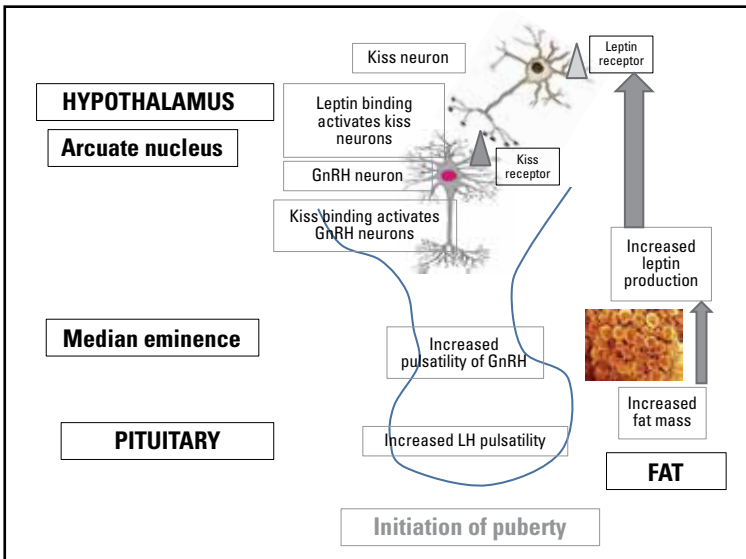 Kiss neuron
Leptin
receptor
HYPOTHALAMUS
Leptin binding
activates kiss
neurons
Arcuate nucleus
Kiss
receptor
GnRH neuron
Kiss binding activates
GnRH neurons
Increased
leptin
production
Median eminence
Increased
pulsatility of GnRH
Increased
fat mass
PITUITARY
Increased LH pulsatility
FAT
Initiation of puberty